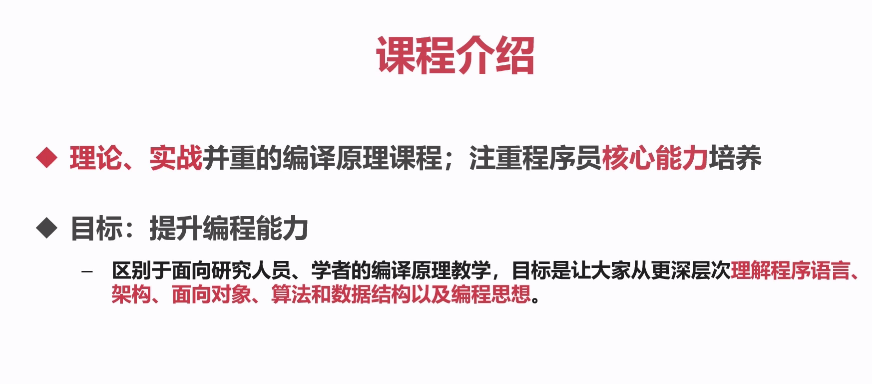 课程介绍
◆ 理论、实战并重的编译原理课程；注重程序员核心能力培养
◆ 目标：提升编程能力
– 区别于面向研究人员、学者的编译原理教学，目标是让大家从更深层次理解程序语言、
架构、面向对象、算法和数据结构以及编程思想。